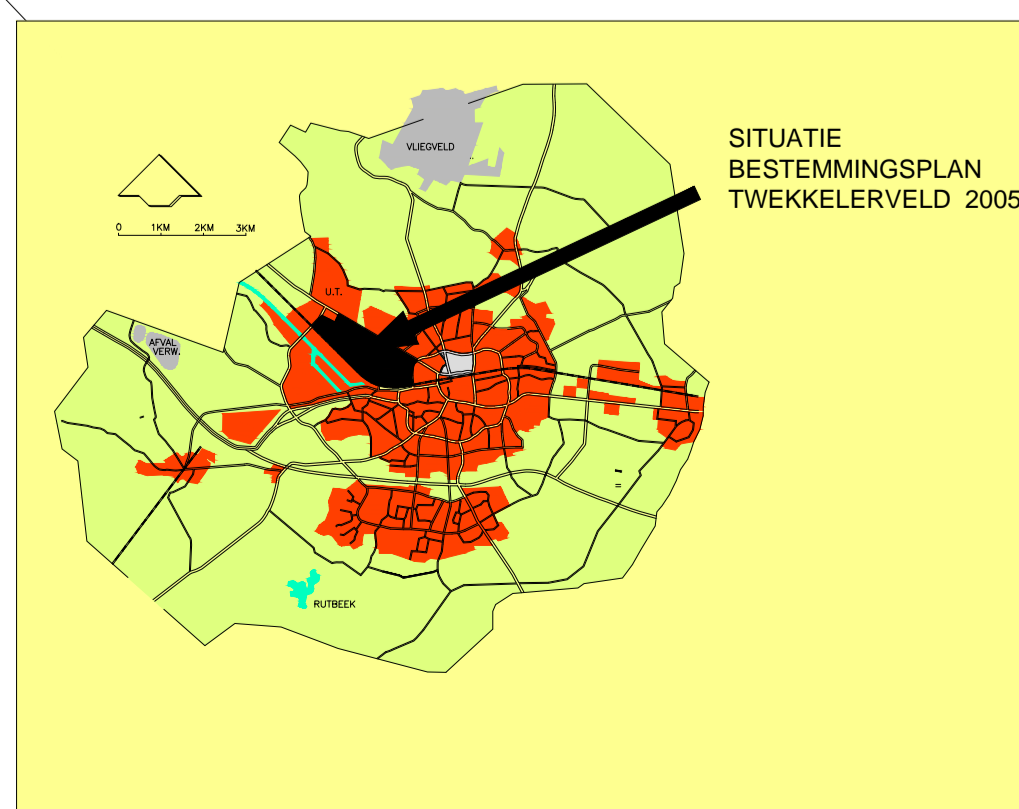 SITUATIE
BESTEMMINGSPLAN
TWEKKELERVELD 2005
VLIEGVELD
0 1KM 2KM 3KM
U.T.
AFVAL
VERW.
RUTBEEK